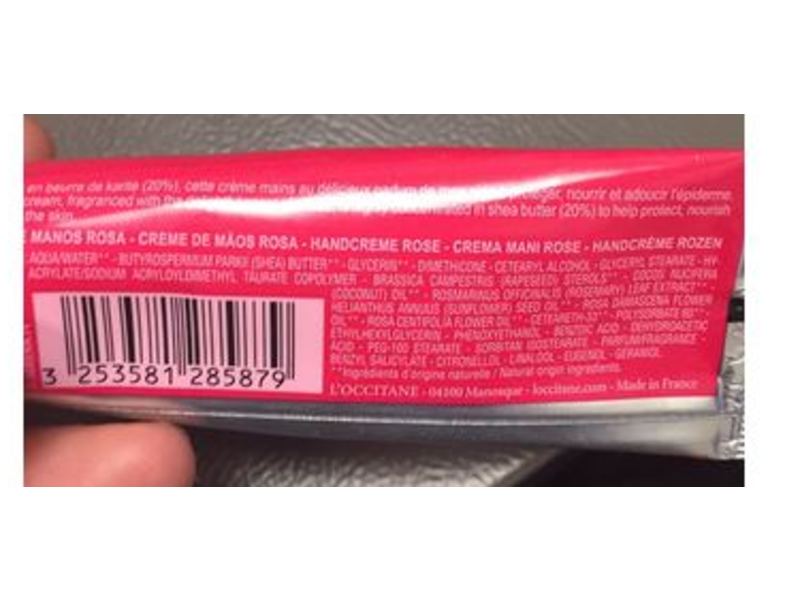 en beurre de karité (20%), cette crème mains au délicieux parfum de nourrir et adoucir l'épiderme
cream, fragranced with the in shea butter (20%) to help protect, nourish
the skin.
MANOS ROSA - CREME DE MÃOS ROSA - HANDCREME ROSE - CREMA MANI ROSE - HANDCRÈME ROZEN
AQUA/WATER** - BUTYROSPERMUM PARKII (SHEA) BUTTER** - GLYCERIN** - DIMETHICONE - CETEARYL ALCOHOL - GLYCERYL STEARATE - HY-
ACRYLATE/SODIUM ACRYLOYLDIMETHYL TAURATE COPOLYMER - BRASSICA CAMPESTRIS (RAPESEED) STEROLS** - COCOS NUCIFERA
(COCONUT) OIL** - ROSMARINUS OFFICINALIS (ROSEMARY) LEAF EXTRACT** -
HELIANTHUS ANNUUS (SUNFLOWER) SEED OIL** - ROSA DAMASCENA FLOWER
OIL** - ROSA CENTIFOLIA FLOWER OIL** - CETEARETH-33** - POLYSORBATE 60**
ETHYLHEXYLGLYCERIN - PHENOXYETHANOL - BENZOIC ACID - DEHYDROACETIC
ACID - PEG-100 STEARATE - SORBITAN ISOSTEARATE - PARFUM/FRAGRANCE
BENZYL SALICYLATE - CITRONELLOL - LINALOOL - EUGENOL - GERANIOL
**Ingrédients d'origine naturelle / Natural origin ingredients.
L'OCCITANE - 04100 Manosque - loccitane.com - Made in France
3 253581 285879